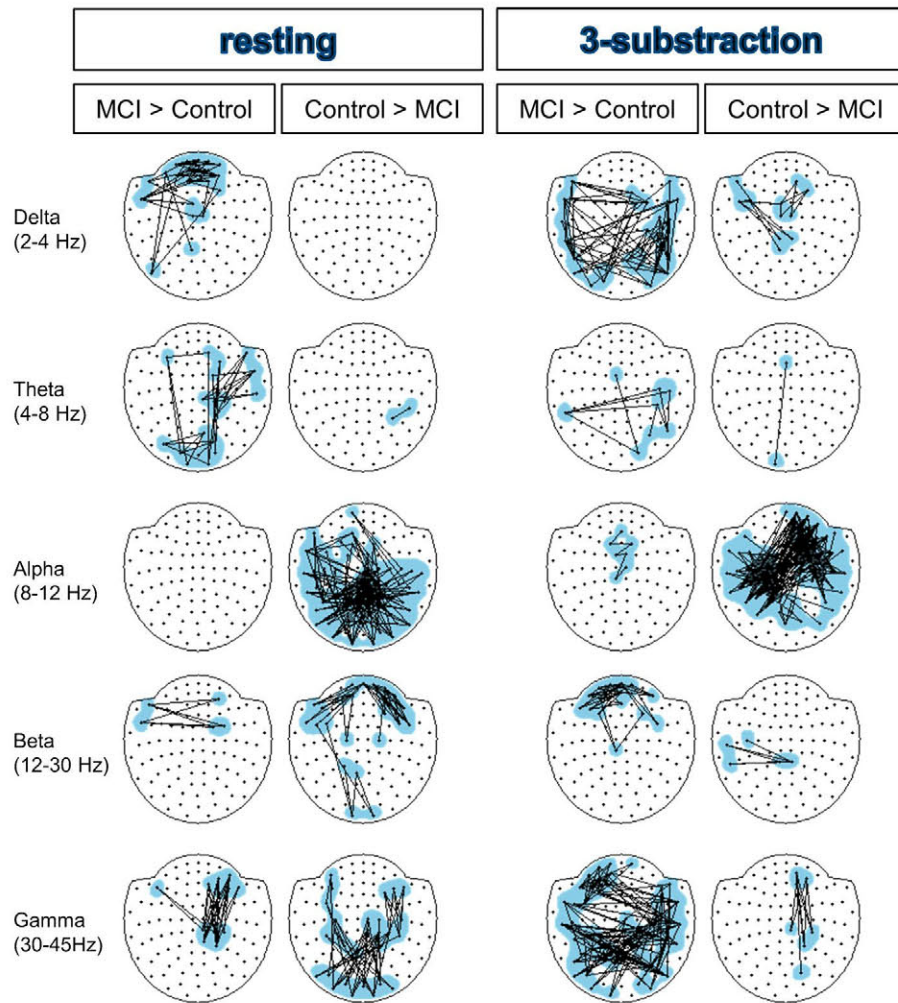 resting
3-substraction
MCI > Control
Control > MCI
MCI > Control
Control > MCI
Delta
(2-4 Hz)
Theta
(4-8 Hz)
Alpha
(8-12 Hz)
Beta
(12-30 Hz)
Gamma
(30-45Hz)